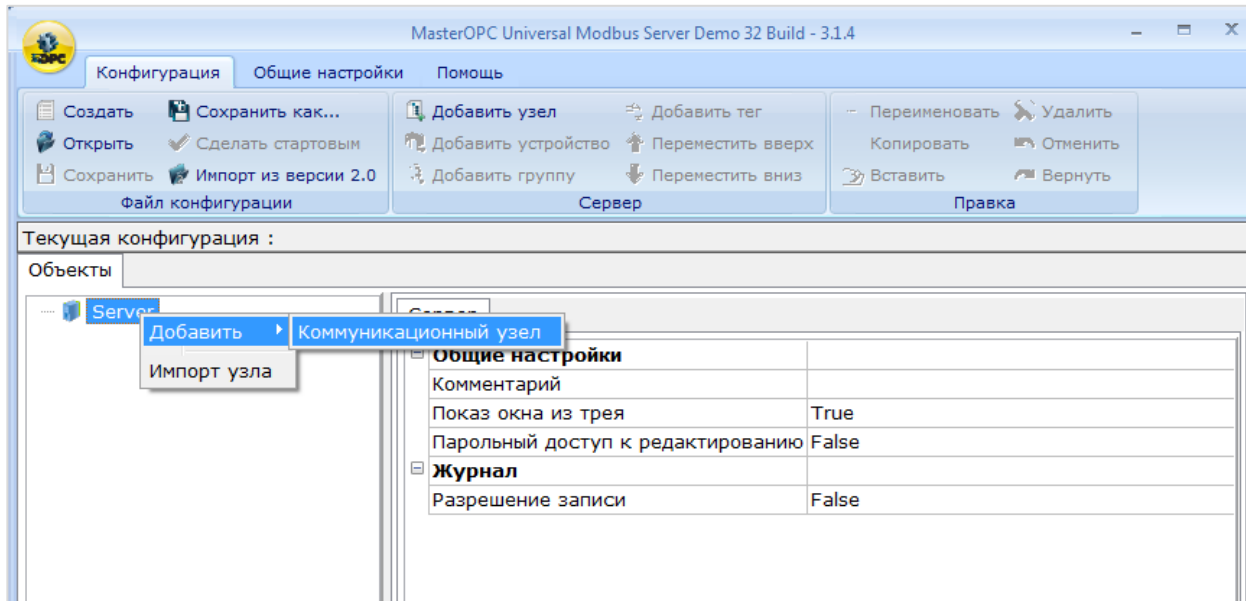 MasterOPC Universal Modbus Server Demo 32 Build - 3.1.4
Конфигурация Общие настройки Помощь
Создать Сохранить как... Добавить узел Добавить тег Переименовать Удалить
Открыть Сделать стартовым Добавить устройство Переместить вверх Копировать Отменить
Сохранить Импорт из версии 2.0 Добавить группу Переместить вниз Вставить Вернуть
Файл конфигурации Сервер Правка
Текущая конфигурация :
Объекты
Server
Добавить Коммуникационный узел
Импорт узла
Общие настройки
Комментарий
Показ окна из трея True
Парольный доступ к редактированию False
Журнал
Разрешение записи False